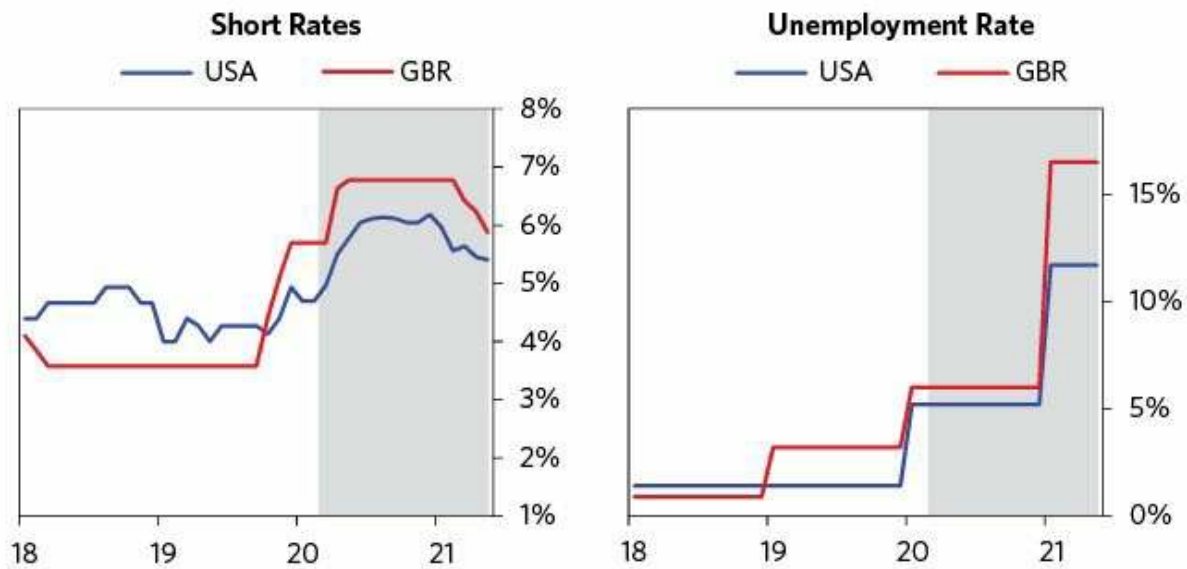 Short Rates
USA GBR
8%
7%
6%
5%
4%
3%
2%
1%
18 19 20 21
Unemployment Rate
USA GBR
15%
10%
5%
0%
18 19 20 21